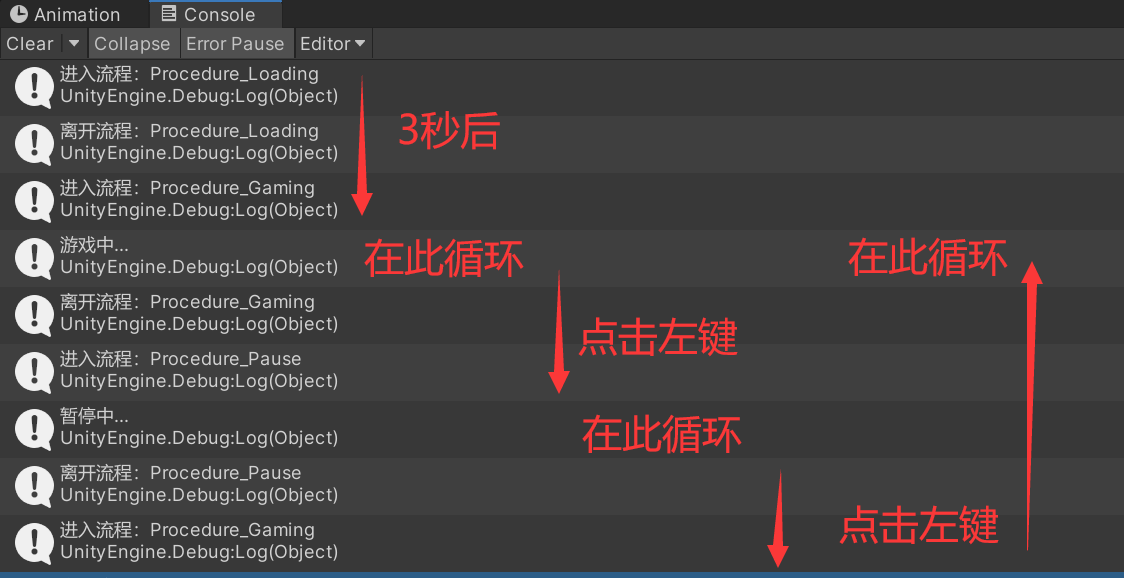 Animation
Console
Clear
Collapse
Error Pause
Editor
进入流程：Procedure_Loading
UnityEngine.Debug:Log(Object)
3秒后
离开流程：Procedure_Loading
UnityEngine.Debug:Log(Object)
进入流程：Procedure_Gaming
UnityEngine.Debug:Log(Object)
游戏中...
UnityEngine.Debug:Log(Object)
在此循环
在此循环
离开流程：Procedure_Gaming
UnityEngine.Debug:Log(Object)
点击左键
进入流程：Procedure_Pause
UnityEngine.Debug:Log(Object)
暂停中...
UnityEngine.Debug:Log(Object)
在此循环
离开流程：Procedure_Pause
UnityEngine.Debug:Log(Object)
进入流程：Procedure_Gaming
UnityEngine.Debug:Log(Object)
点击左键